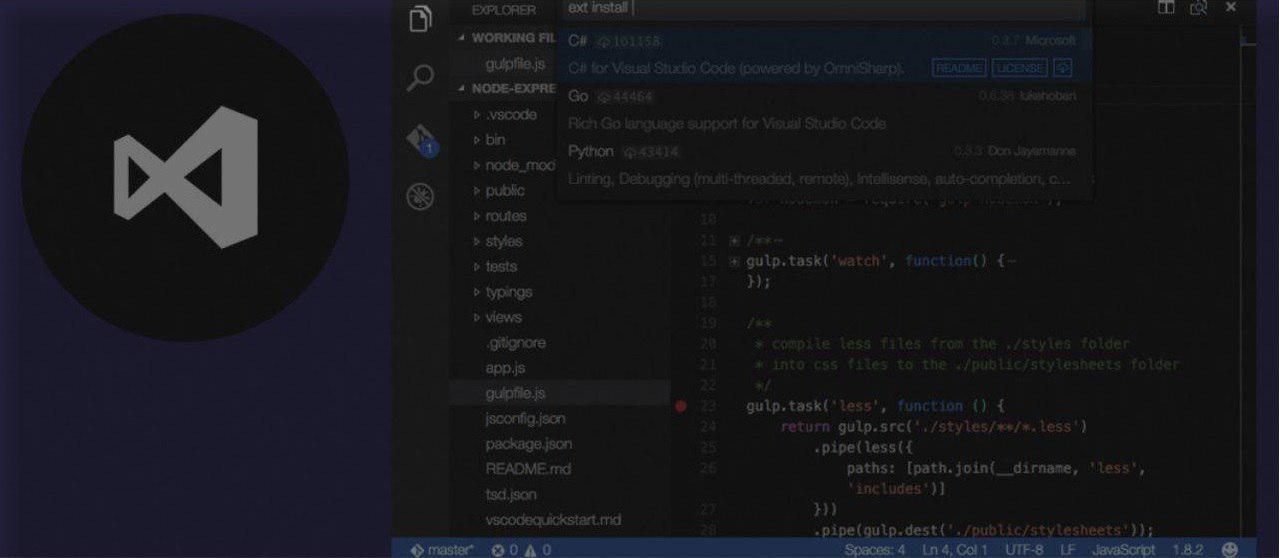 EXPLORER
WORKING FIL
gulpfile.js
NODE-EXPRE
.vscode
bin
node_mod
public
routes
styles
tests
typings
views
.gitignore
app.js
gulpfile.js
jsconfig.json
package.json
README.md
tsd.json
vscodequickstart.md
1
ext install
C# 101158 0.3.7 Microsoft
C# for Visual Studio Code (powered by OmniSharp). README LICENSE
Go 44464 0.6.38 lukehoban
Rich Go language support for Visual Studio Code
Python 43414 0.3.3 Don Jayamanne
Linting, Debugging (multi-threaded, remote), Intellisense, auto-completion, c...
10
11 /**
15 gulp.task('watch', function() {
17 });
18
19 /**
20 * compile less files from the ./styles folder
21 * into css files to the ./public/stylesheets folder
22 */
23 gulp.task('less', function () {
24 return gulp.src('./styles/**/*.less')
25 .pipe(less({
26 paths: [path.join(__dirname, 'less',
'includes')]
27 }))
28 .pipe(gulp.dest('./public/stylesheets'));
master* 0 0 Spaces: 4 Ln 4, Col 1 UTF-8 LF JavaScript 1.8.2